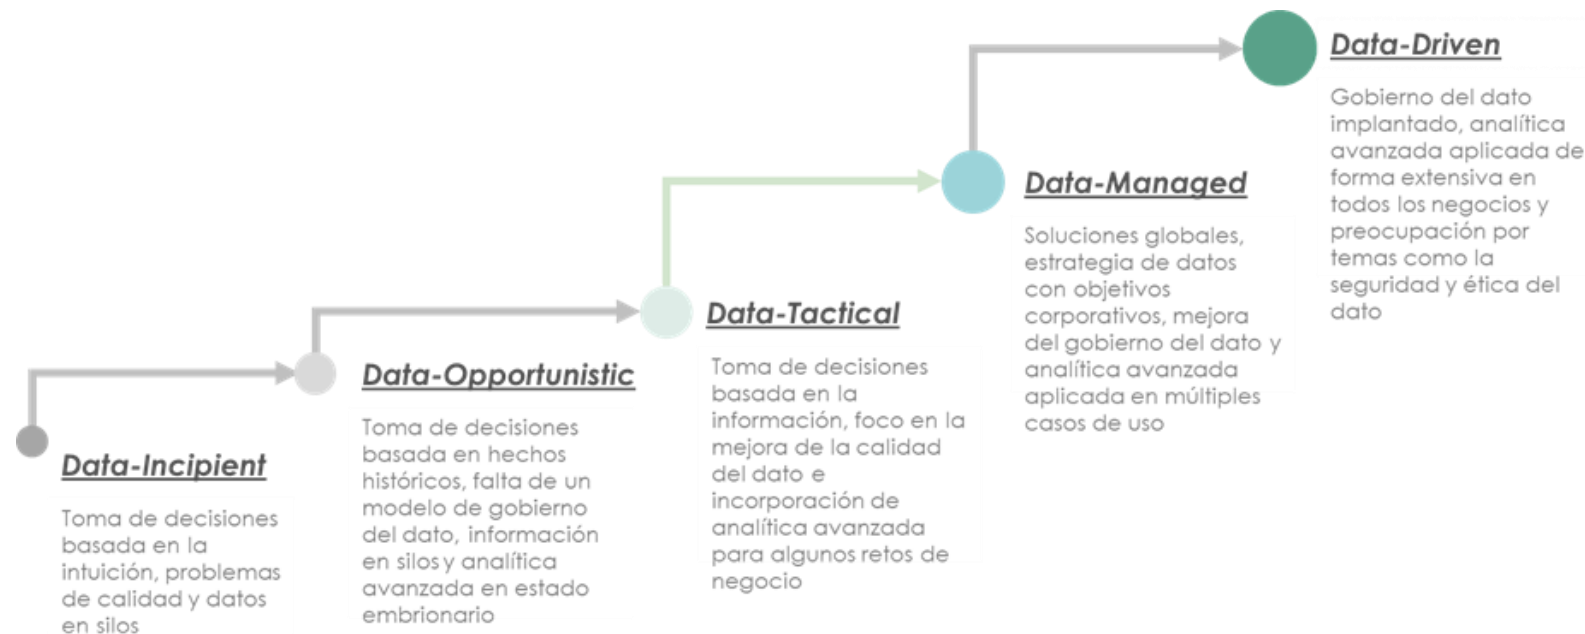 Data-Incipient
Toma de decisiones
basada en la
intuición, problemas
de calidad y datos
en silos
Data-Opportunistic
Toma de decisiones
basada en hechos
históricos, falta de un
modelo de gobierno
del dato, información
en silos y analítica
avanzada en estado
embrionario
Data-Tactical
Toma de decisiones
basada en la
información, foco en la
mejora de la calidad
del dato e
incorporación de
analítica avanzada
para algunos retos de
negocio
Data-Managed
Soluciones globales,
estrategia de datos
con objetivos
corporativos, mejora
del gobierno del dato y
analítica avanzada
aplicada en múltiples
casos de uso
Data-Driven
Gobierno del dato
implantado, analítica
avanzada aplicada de
forma extensiva en
todos los negocios y
preocupación por
temas como la
seguridad y ética del
dato